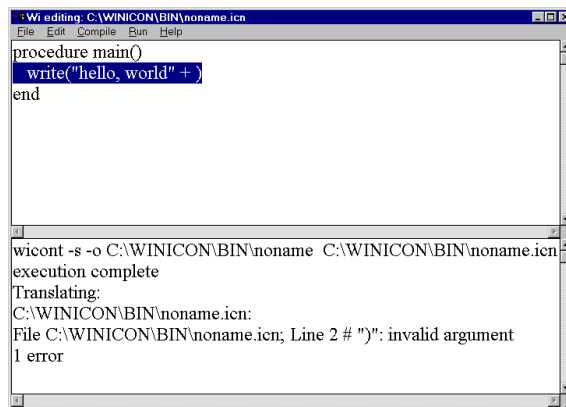 Wi editing: C:\WINICON\BIN\noname.icn
File Edit Compile Run Help
procedure main()
write("hello, world" + )
end
wicont -s -o C:\WINICON\BIN\noname C:\WINICON\BIN\noname.icn
execution complete
Translating:
C:\WINICON\BIN\noname.icn:
File C:\WINICON\BIN\noname.icn; Line 2 # ")": invalid argument
1 error